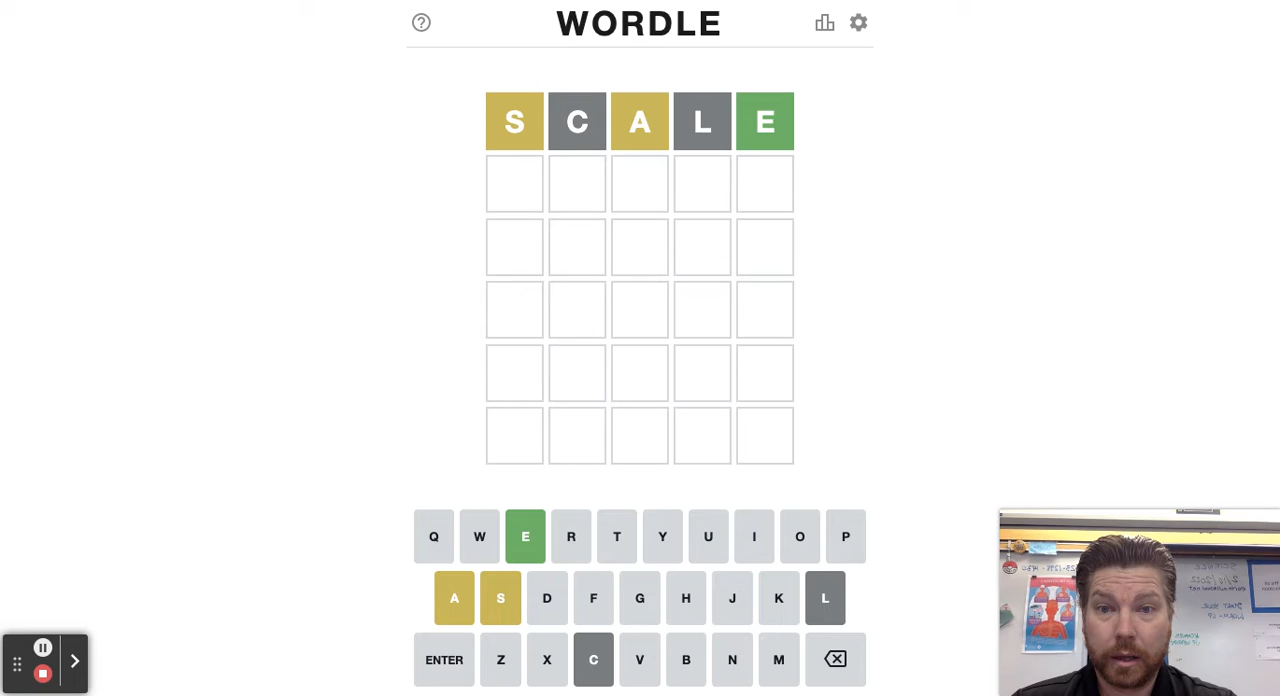 WORDLE
S C A L E
Q W E R T Y U I O P
A S D F G H J K L
ENTER Z X C V B N M